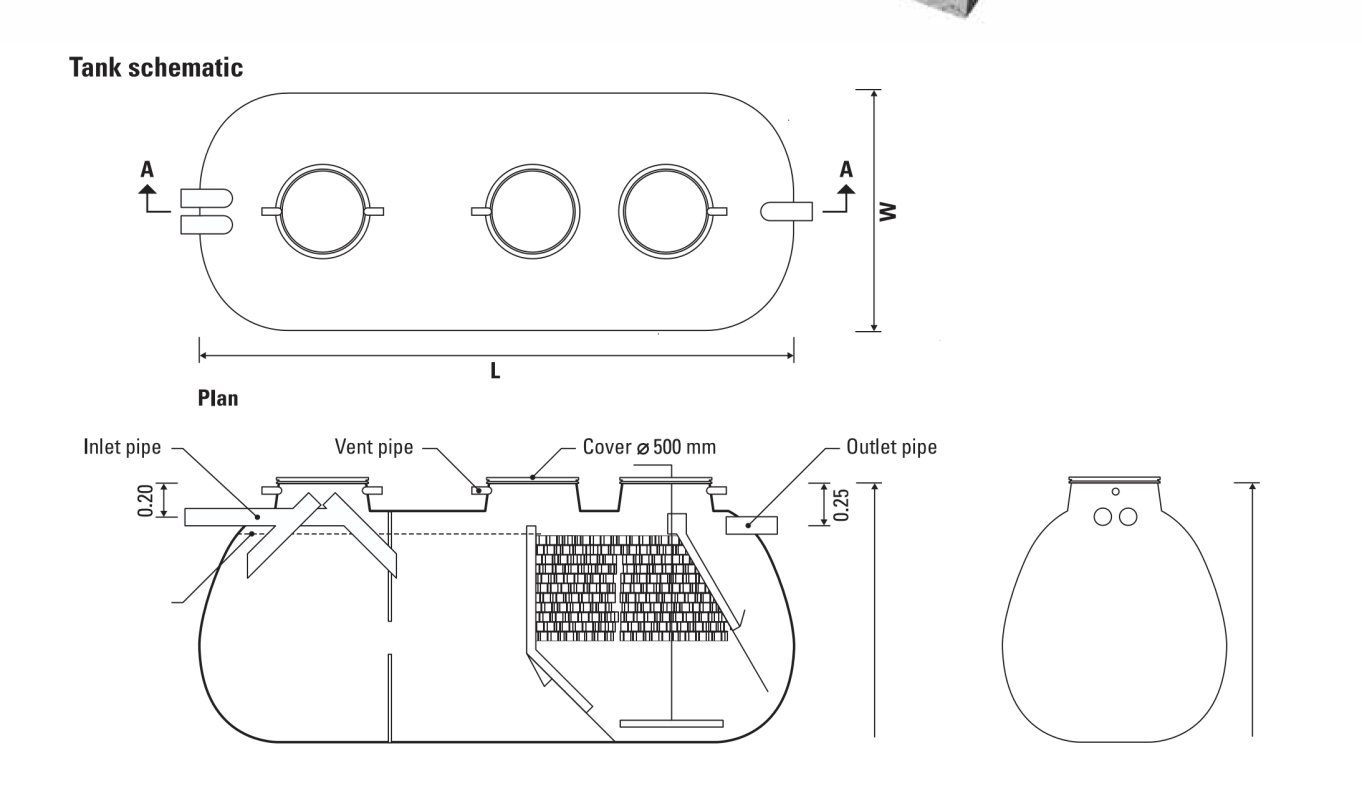 Tank schematic
A
A
W
L
Plan
Inlet pipe
Vent pipe
Cover ⌀ 500 mm
Outlet pipe
0.20
0.25